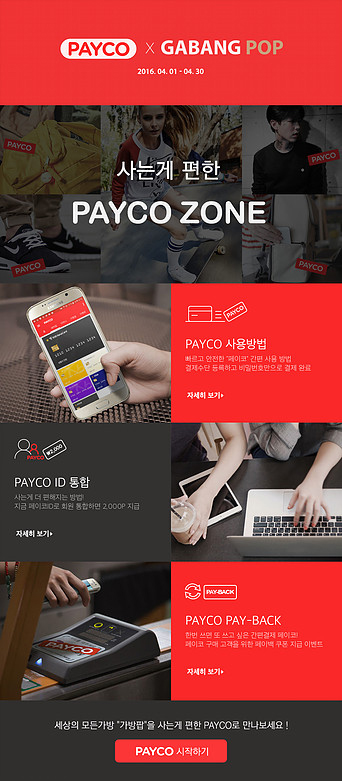 PAYCO X GABANG POP
2016. 04. 01 - 04. 30
사는게 편한
PAYCO ZONE
PAYCO
PAYCO
PAYCO
PAYCO
PAYCO
PAYCO 사용방법
빠르고 안전한 '페이코' 간편 사용 방법
결제수단 등록하고 비밀번호만으로 결제 완료
자세히 보기▸
PAYCO
₩2,000
PAYCO ID 통합
사는게 더 편해지는 방법!
지금 페이코ID로 회원 통합하면 2,000P 지급
자세히 보기▸
PAYCO
PAY-BACK
PAYCO PAY-BACK
한번 쓰만 또 쓰고 싶은 간편결제 페이코!
페이코 구매 고객을 위한 페이백 쿠폰 지급 이벤트
자세히 보기▸
세상의 모든가방 "가방팝"을 사는게 편한 PAYCO로 만나보세요 !
PAYCO 시작하기